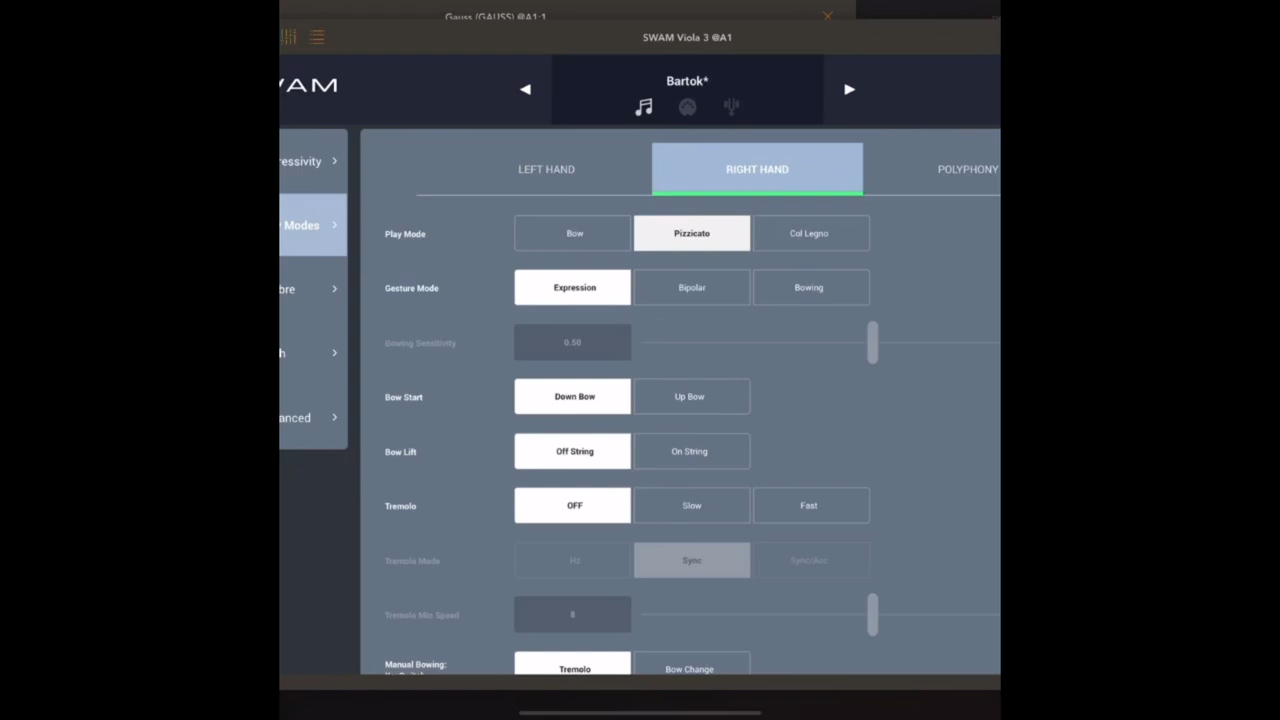 Gauss (GAUSS) @A1:1
SWAM Viola 3 @A1
VAM
Bartok*
ressivity
Modes
bre
h
anced
LEFT HAND RIGHT HAND POLYPHONY
Play Mode Bow Pizzicato Col Legno
Gesture Mode Expression Bipolar Bowing
Bowing Sensitivity 0.50
Bow Start Down Bow Up Bow
Bow Lift Off String On String
Tremolo OFF Slow Fast
Tremolo Mode Hz Sync Sync/Acc
Tremolo Mic Speed 8
Manual Bowing: Tremolo Bow Change